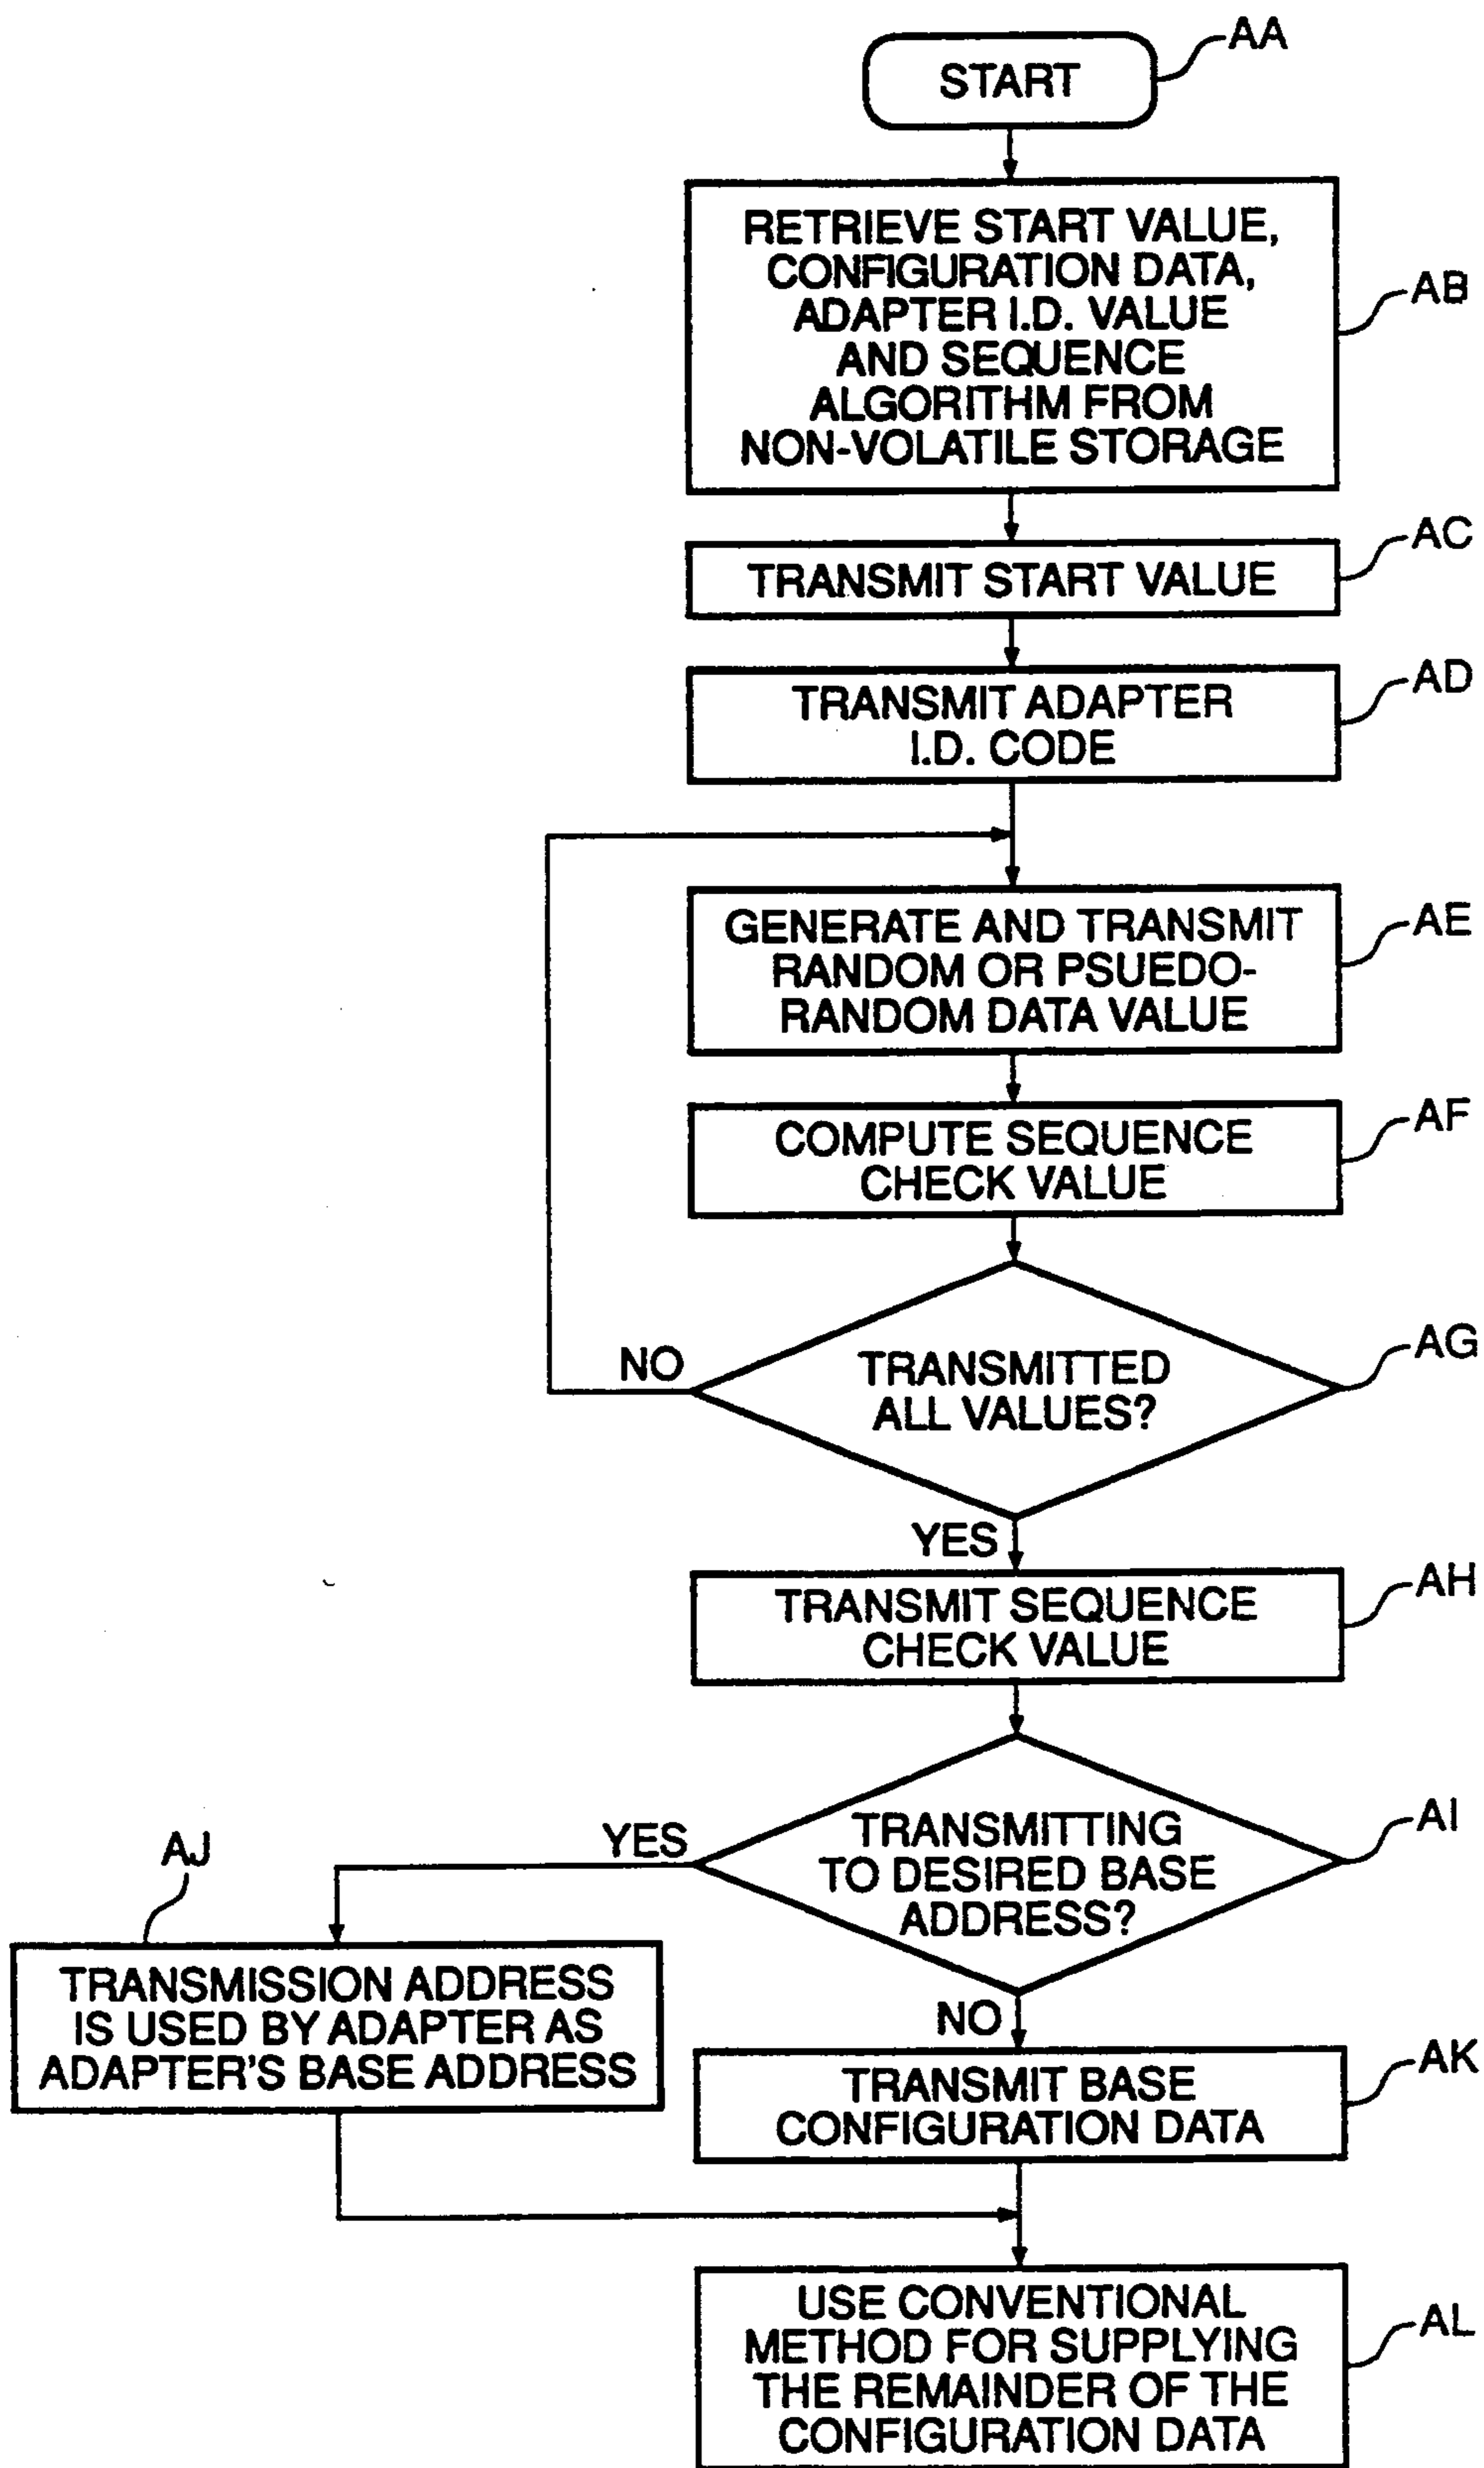 START
AA
RETRIEVE START VALUE,
CONFIGURATION DATA,
ADAPTER I.D. VALUE
AND SEQUENCE
ALGORITHM FROM
NON-VOLATILE STORAGE
AB
TRANSMIT START VALUE
AC
TRANSMIT ADAPTER
I.D. CODE
AD
GENERATE AND TRANSMIT
RANDOM OR PSUEDO-
RANDOM DATA VALUE
AE
COMPUTE SEQUENCE
CHECK VALUE
AF
TRANSMITTED
ALL VALUES?
AG
NO
YES
TRANSMIT SEQUENCE
CHECK VALUE
AH
TRANSMITTING
TO DESIRED BASE
ADDRESS?
AI
YES
AJ
TRANSMISSION ADDRESS
IS USED BY ADAPTER AS
ADAPTER'S BASE ADDRESS
NO
TRANSMIT BASE
CONFIGURATION DATA
AK
USE CONVENTIONAL
METHOD FOR SUPPLYING
THE REMAINDER OF THE
CONFIGURATION DATA
AL